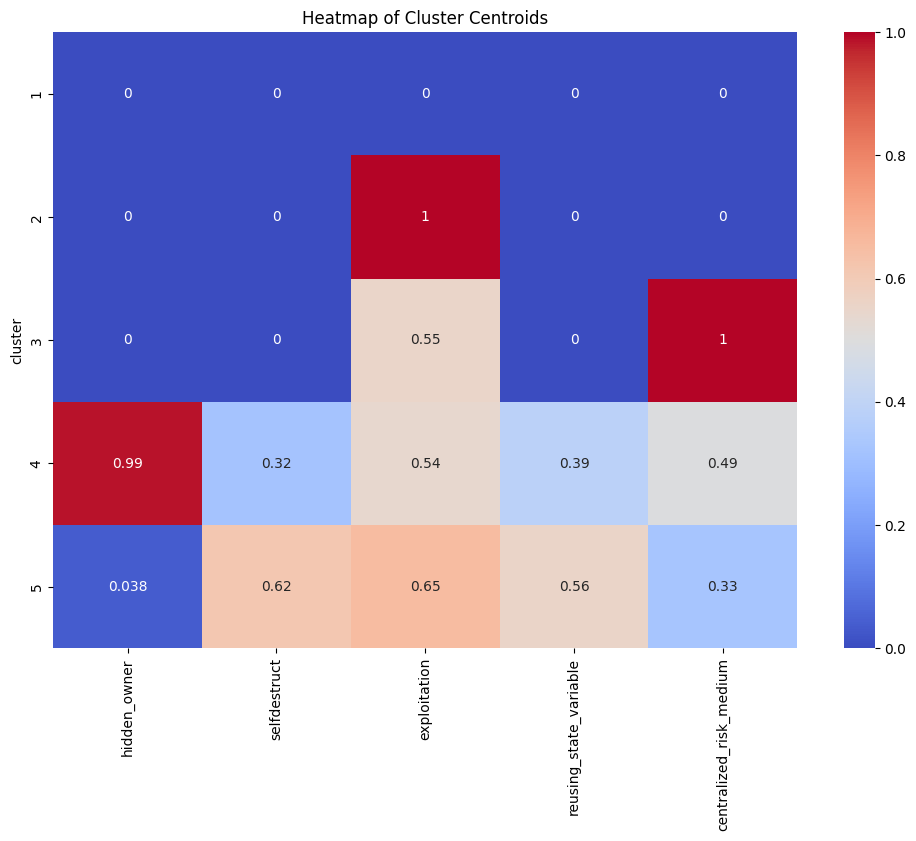 Heatmap of Cluster Centroids
cluster
1
0 0 0 0 0
2
0 0 1 0 0
3
0 0 0.55 0 1
4
0.99 0.32 0.54 0.39 0.49
5
0.038 0.62 0.65 0.56 0.33
hidden_owner
selfdestruct
exploitation
reusing_state_variable
centralized_risk_medium
1.0
0.8
0.6
0.4
0.2
0.0